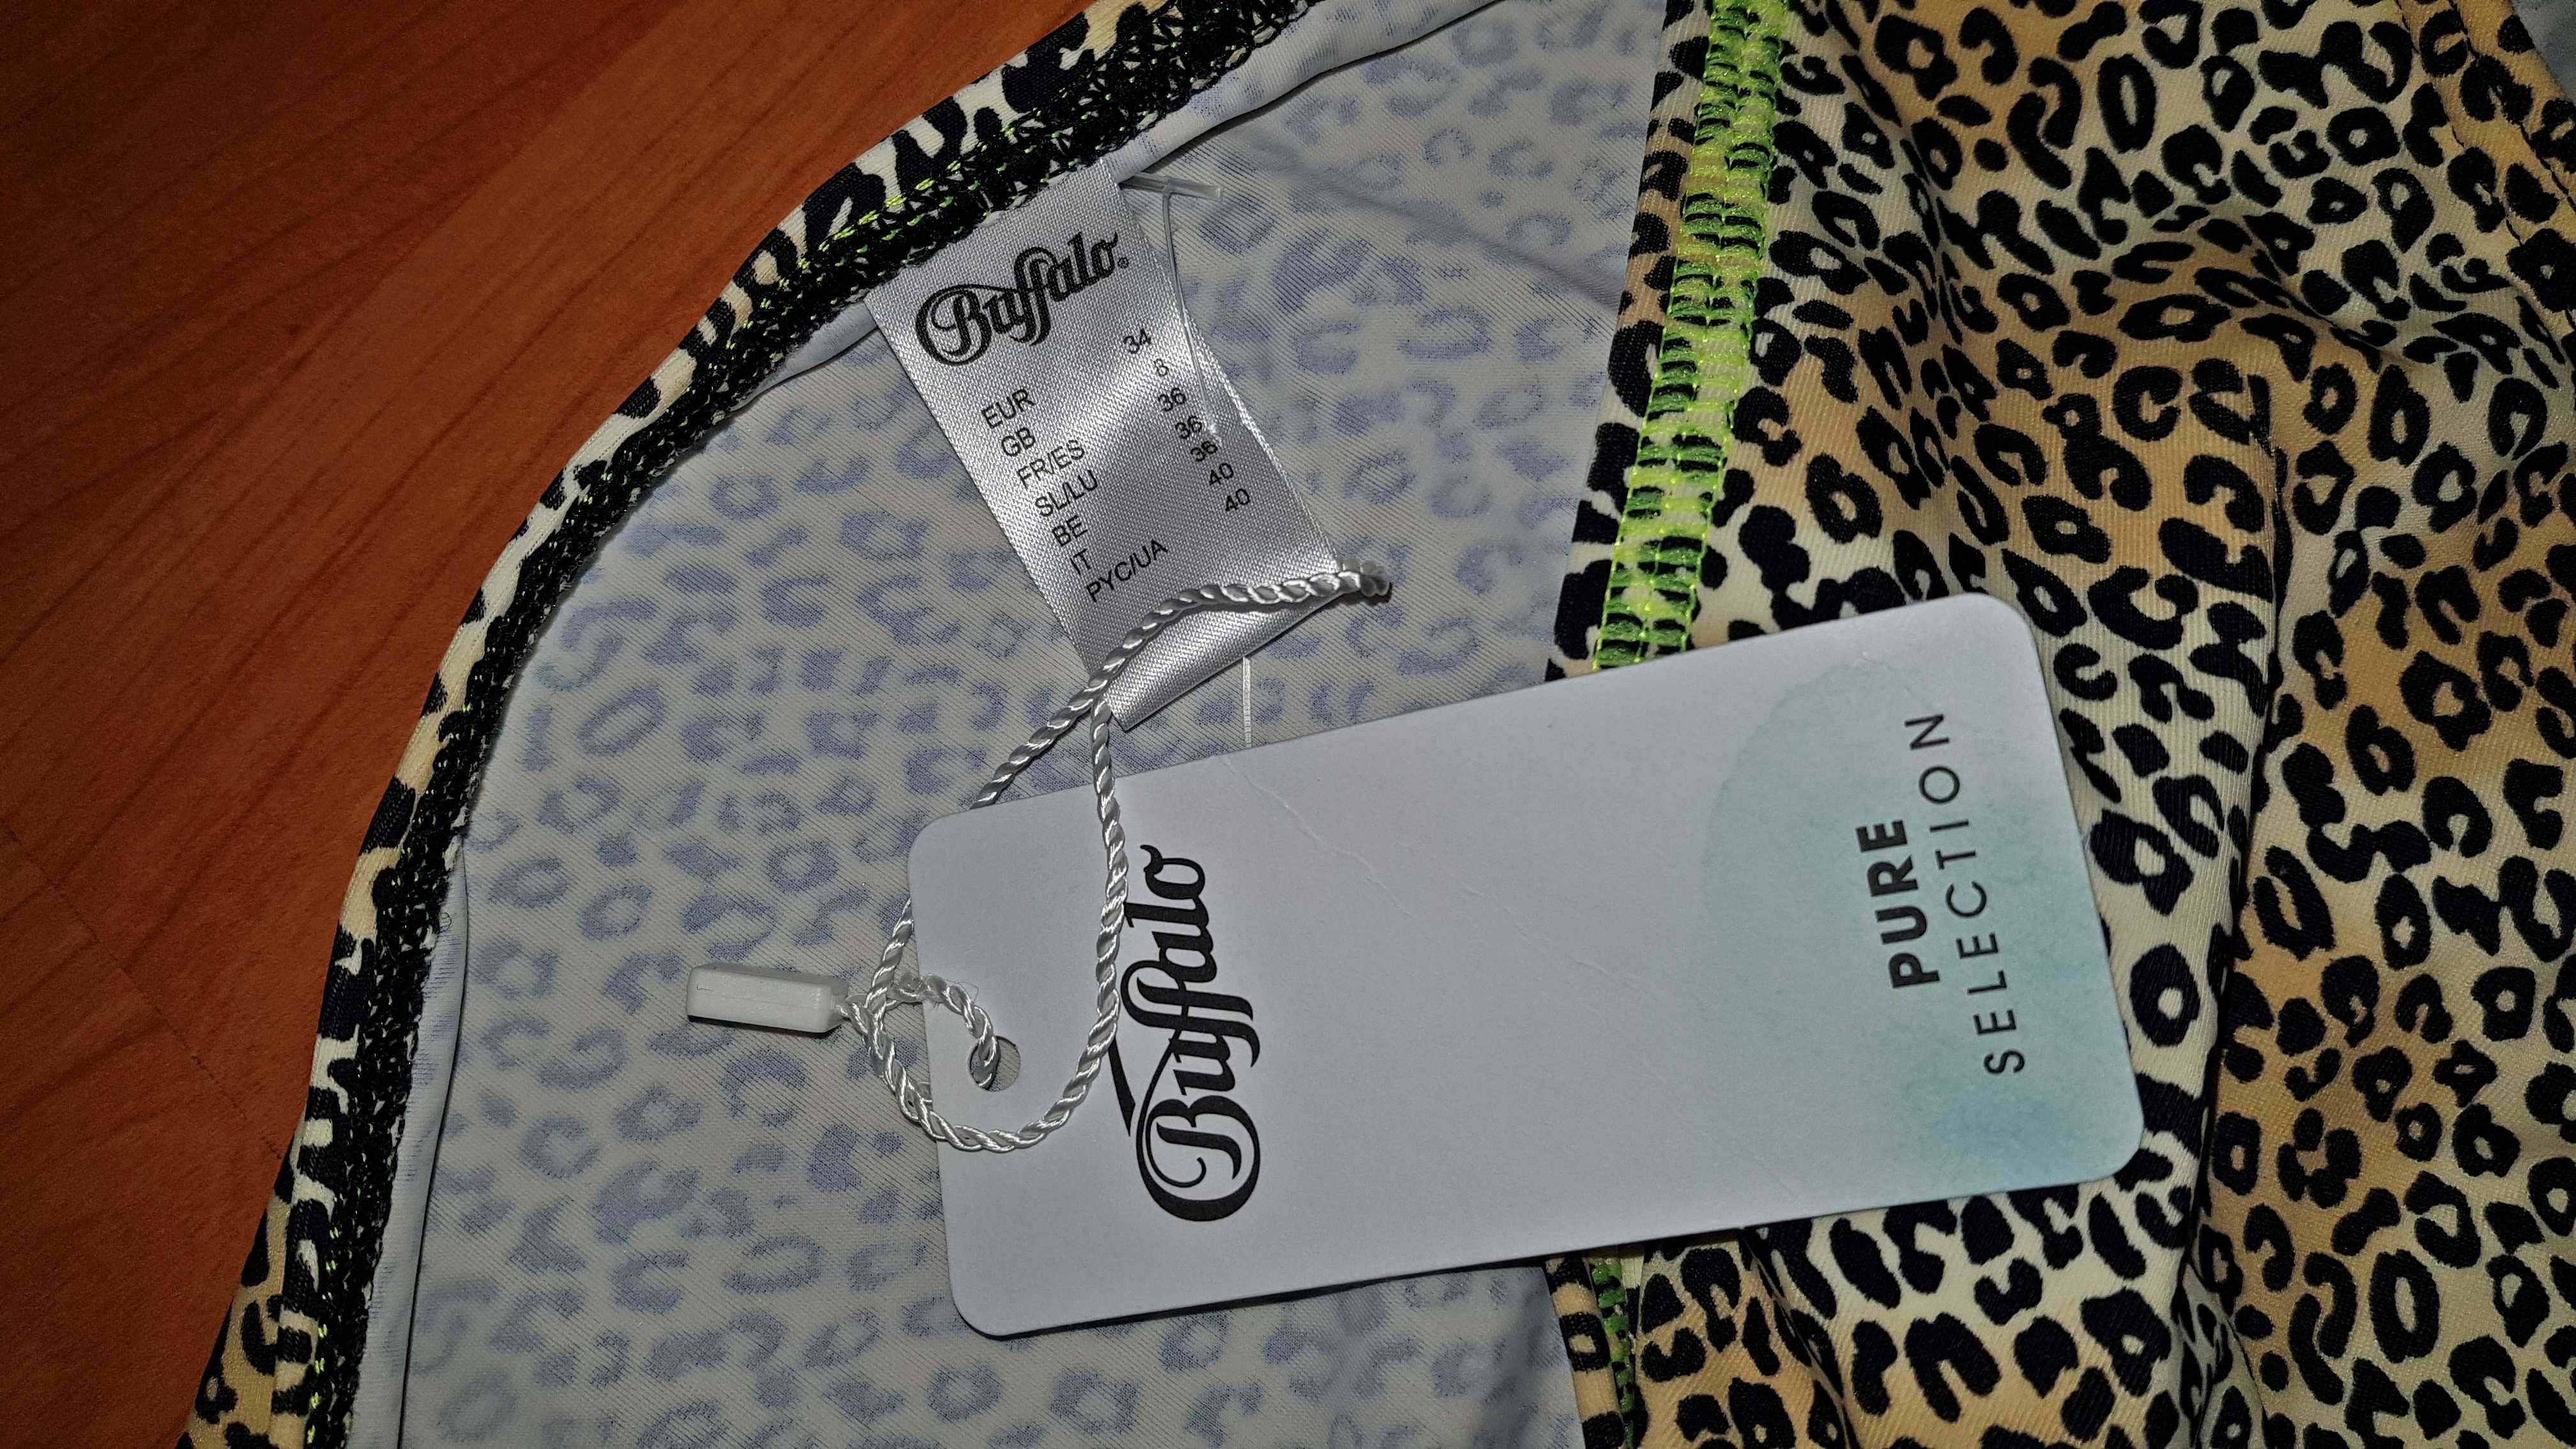 Buffalo®
EUR 34
GB 8
FR/ES 36
SL/LU 36
BE 36
IT 40
PYC/UA 40
Buffalo
PURE
SELECTION